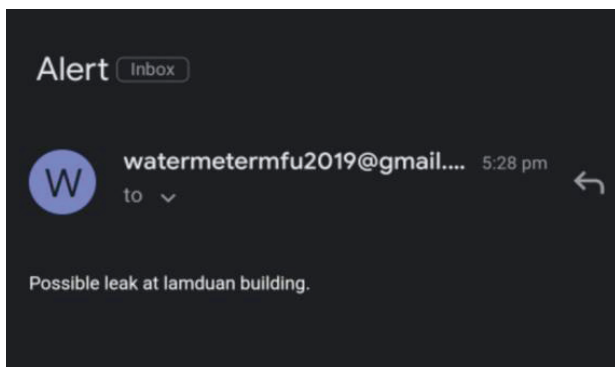 Alert Inbox
watermetermfu2019@gmail.... 5:28 pm
W
to
Possible leak at lamduan building.